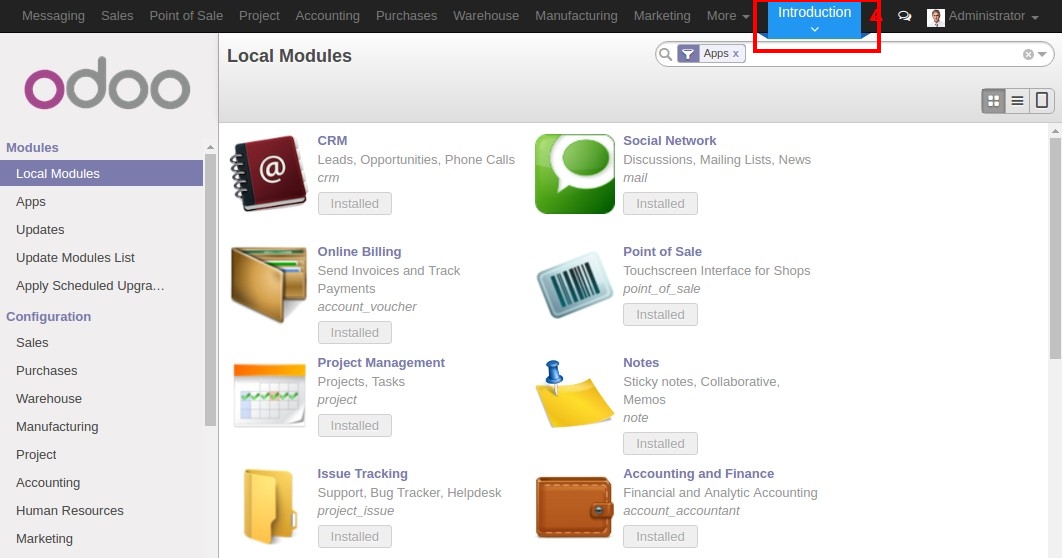 Messaging Sales Point of Sale Project Accounting Purchases Warehouse Manufacturing Marketing More Introduction Administrator
odoo
Local Modules
Apps x
Modules
Local Modules
Apps
Updates
Update Modules List
Apply Scheduled Upgra…
Configuration
Sales
Purchases
Warehouse
Manufacturing
Project
Accounting
Human Resources
Marketing
CRM
Leads, Opportunities, Phone Calls
crm
Installed
Social Network
Discussions, Mailing Lists, News
mail
Installed
Online Billing
Send Invoices and Track
Payments
account_voucher
Installed
Point of Sale
Touchscreen Interface for Shops
point_of_sale
Installed
Project Management
Projects, Tasks
project
Installed
Notes
Sticky notes, Collaborative,
Memos
note
Installed
Issue Tracking
Support, Bug Tracker, Helpdesk
project_issue
Installed
Accounting and Finance
Financial and Analytic Accounting
account_accountant
Installed